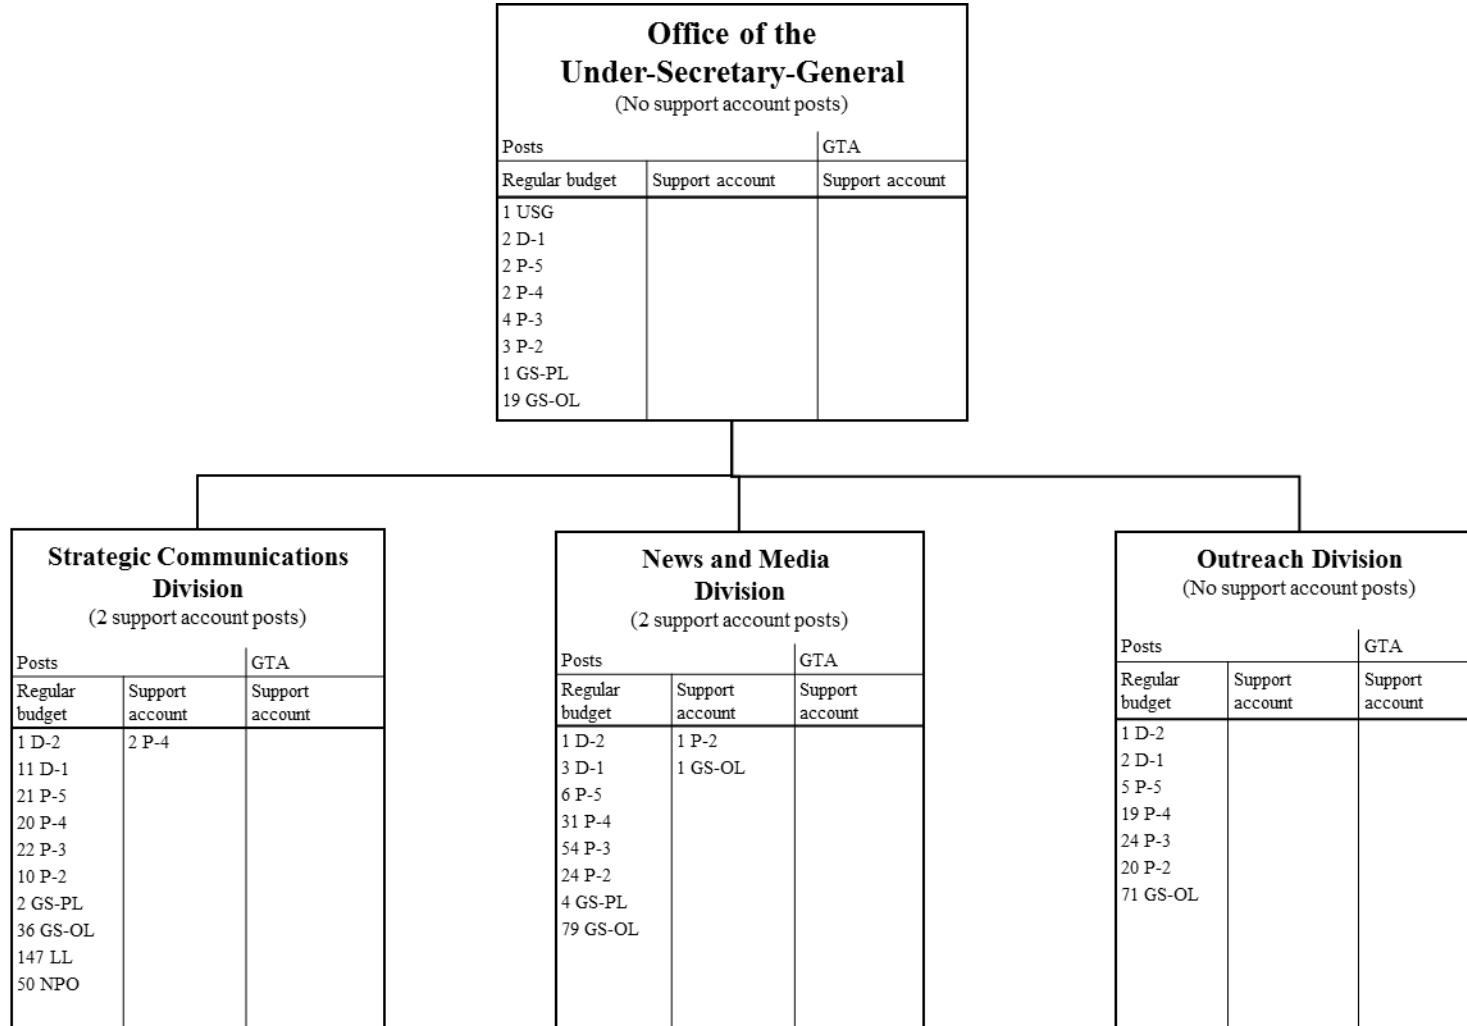 Office of the
Under-Secretary-General
(No support account posts)
Posts GTA
Regular budget Support account Support account
1 USG
2 D-1
2 P-5
2 P-4
4 P-3
3 P-2
1 GS-PL
19 GS-OL
Strategic Communications
Division
(2 support account posts)
Posts GTA
Regular Support Support
budget account account
1 D-2 2 P-4
11 D-1
21 P-5
20 P-4
22 P-3
10 P-2
2 GS-PL
36 GS-OL
147 LL
50 NPO
News and Media
Division
(2 support account posts)
Posts GTA
Regular Support Support
budget account account
1 D-2 1 P-2
3 D-1 1 GS-OL
6 P-5
31 P-4
54 P-3
24 P-2
4 GS-PL
79 GS-OL
Outreach Division
(No support account posts)
Posts GTA
Regular Support Support
budget account account
1 D-2
2 D-1
5 P-5
19 P-4
24 P-3
20 P-2
71 GS-OL